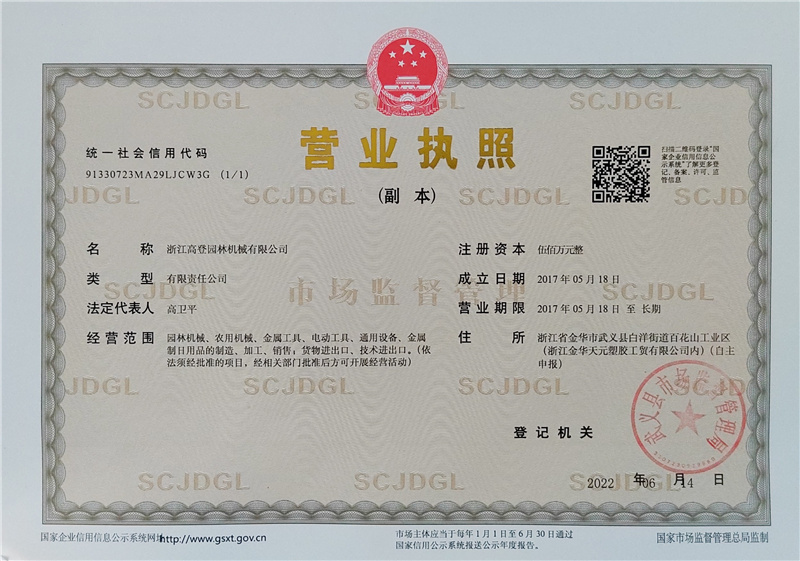 SCJDGL SCJDGL SCJDGL
营业执照
(副 本)
统一社会信用代码
91330723MA29LJCW3G (1/1)
扫描二维码登录“国
家企业信用信息公
示系统”了解更多登
记、备案、许可、监
管信息
JDGL SCJDGL SCJDGL SCJD
名 称 浙江高登园林机械有限公司
类 型 有限责任公司
法定代表人 高卫平
经营范围 园林机械、农用机械、金属工具、电动工具、通用设备、金属
制日用品的制造、加工、销售；货物进出口、技术进出口。(依
法须经批准的项目，经相关部门批准后方可开展经营活动)
注册资本 伍佰万元整
成立日期 2017年05月18日
营业期限 2017年05月18日 至 长期
住 所 浙江省金华市武义县白洋街道百花山工业区
(浙江金华天元塑胶工贸有限公司内)(自主
申报)
SCJDGL 市场监督管理
JDGL SCJDGL SCJDGL SCJD
登记机关
武义县市场监督管理局
2022 年 06 月 14 日
SCJDGL SCJDGL SCJDGL
国家企业信用信息公示系统网址http://www.gsxt.gov.cn
市场主体应当于每年1月1日至6月30日通过
国家信用公示系统报送公示年度报告。
国家市场监督管理总局监制